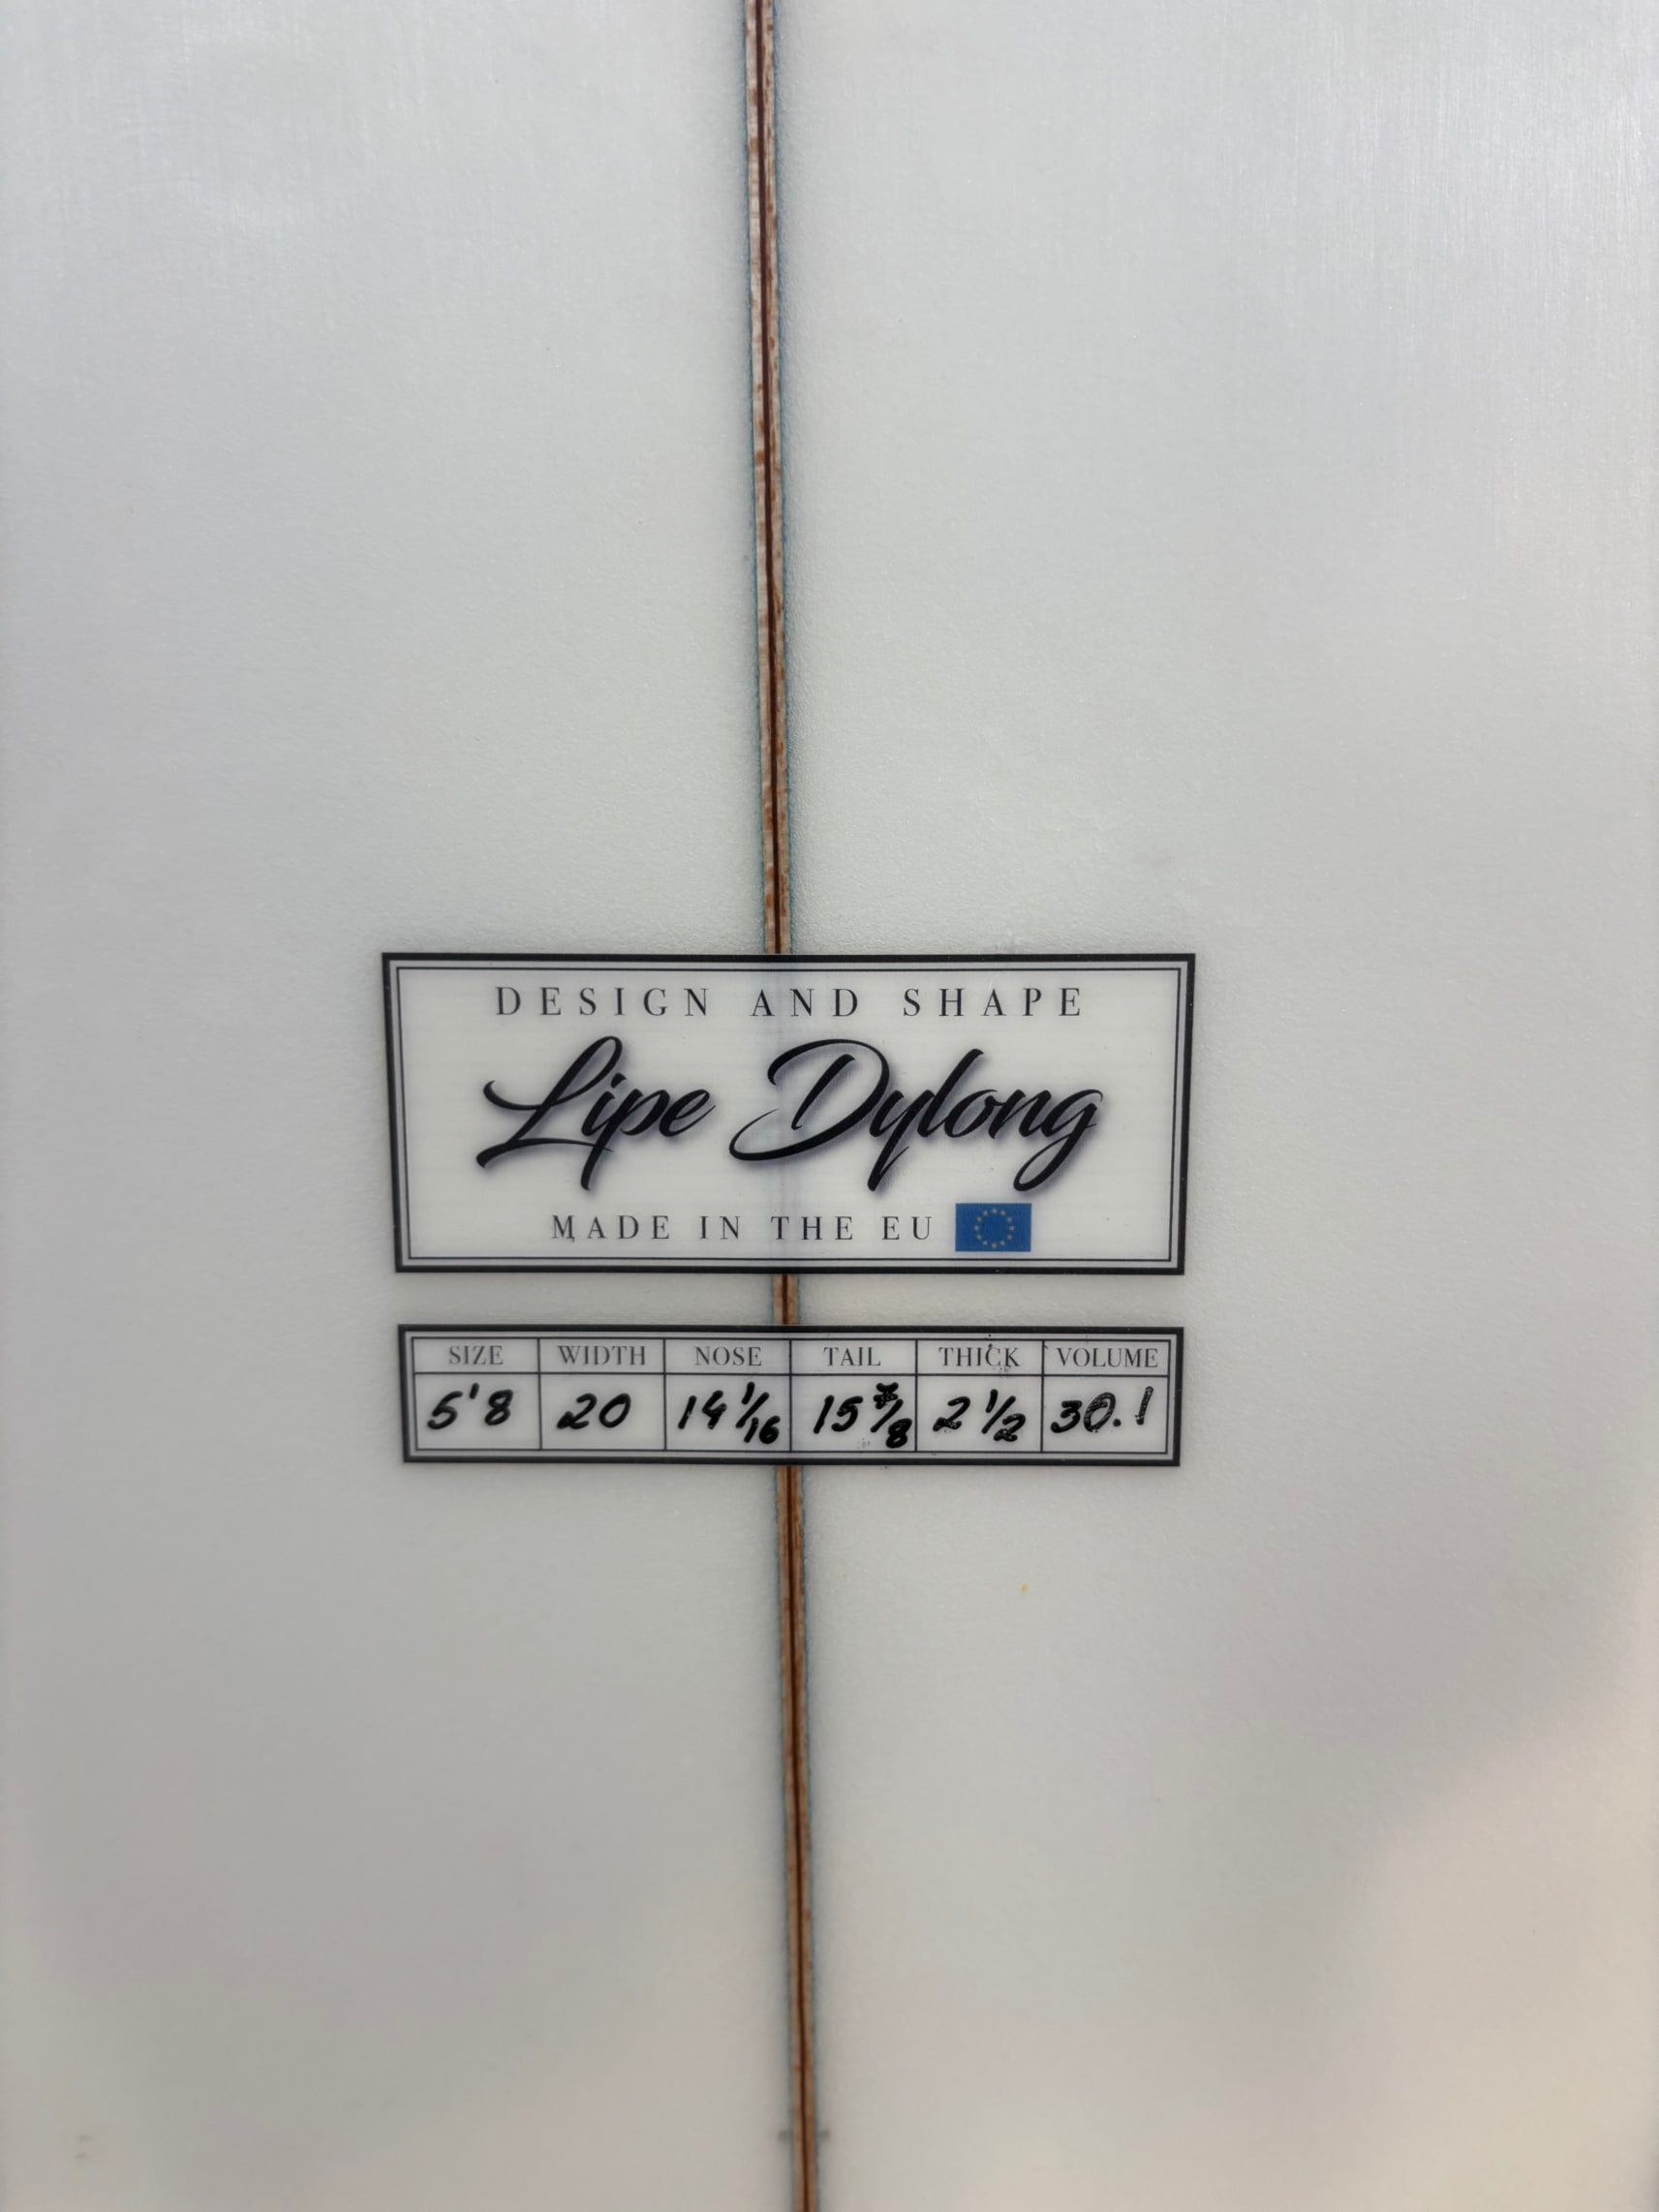 DESIGN AND SHAPE
Lipe Dylong
MADE IN THE EU
SIZE WIDTH NOSE TAIL THICK VOLUME
5'8 20 14 1/16 15 7/8 2 1/2 30.1